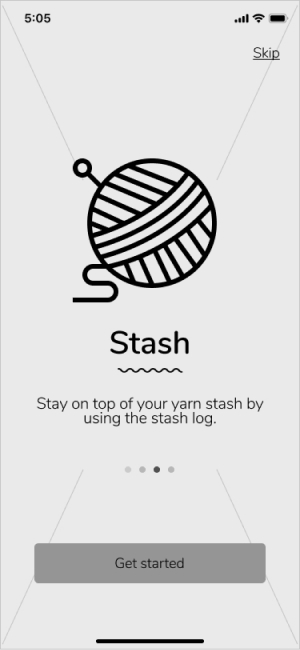 5:05
Skip
Stash
Stay on top of your yarn stash by
using the stash log.
Get started